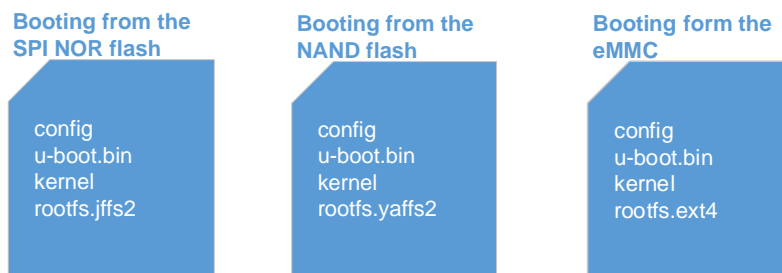 Booting from the
SPI NOR flash
config
u-boot.bin
kernel
rootfs.jffs2
Booting from the
NAND flash
config
u-boot.bin
kernel
rootfs.yaffs2
Booting form the
eMMC
config
u-boot.bin
kernel
rootfs.ext4